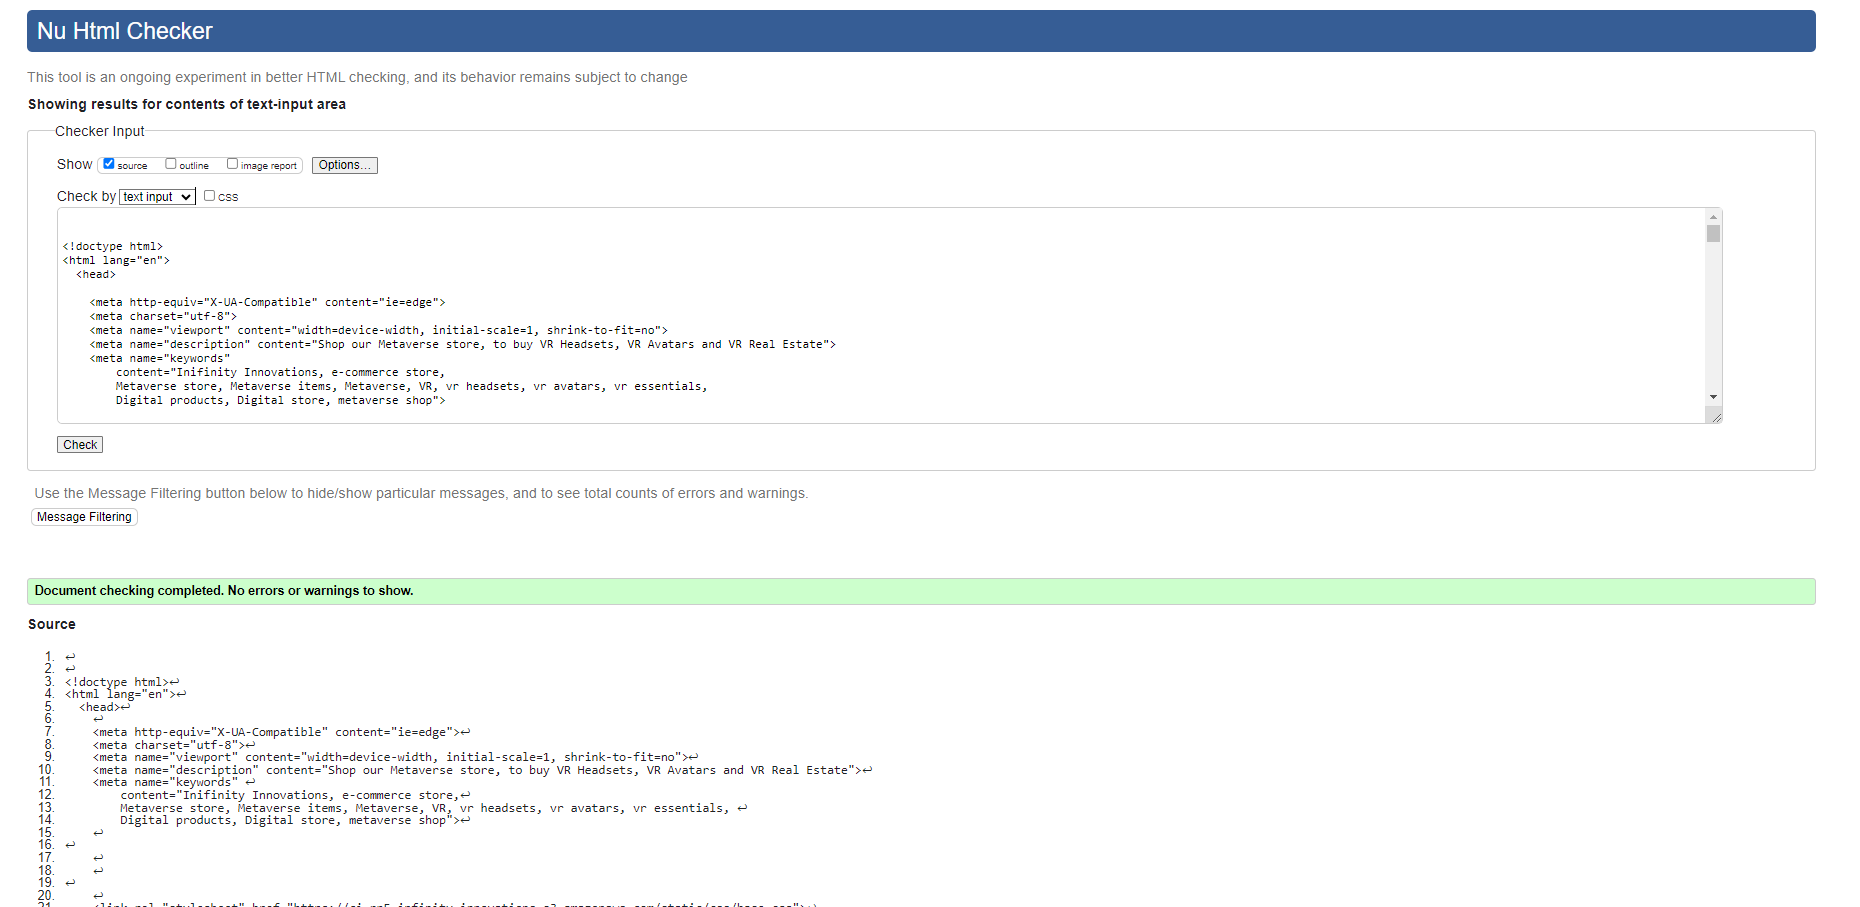 Nu Html Checker
This tool is an ongoing experiment in better HTML checking, and its behavior remains subject to change
Showing results for contents of text-input area
Checker Input
Show source outline image report Options...
Check by text input css
<!doctype html>
<html lang="en">
<head>
<meta http-equiv="X-UA-Compatible" content="ie=edge">
<meta charset="utf-8">
<meta name="viewport" content="width=device-width, initial-scale=1, shrink-to-fit=no">
<meta name="description" content="Shop our Metaverse store, to buy VR Headsets, VR Avatars and VR Real Estate">
<meta name="keywords"
content="Inifinity Innovations, e-commerce store,
Metaverse store, Metaverse items, Metaverse, VR, vr headsets, vr avatars, vr essentials,
Digital products, Digital store, metaverse shop">
Check
Use the Message Filtering button below to hide/show particular messages, and to see total counts of errors and warnings.
Message Filtering
Document checking completed. No errors or warnings to show.
Source
1. ↩
2. ↩
3. <!doctype html>↩
4. <html lang="en">↩
5. <head>↩
6. ↩
7. <meta http-equiv="X-UA-Compatible" content="ie=edge">↩
8. <meta charset="utf-8">↩
9. <meta name="viewport" content="width=device-width, initial-scale=1, shrink-to-fit=no">↩
10. <meta name="description" content="Shop our Metaverse store, to buy VR Headsets, VR Avatars and VR Real Estate">↩
11. <meta name="keywords" ↩
12. content="Inifinity Innovations, e-commerce store,↩
13. Metaverse store, Metaverse items, Metaverse, VR, vr headsets, vr avatars, vr essentials, ↩
14. Digital products, Digital store, metaverse shop">↩
15. ↩
16. ↩
17. ↩
18. ↩
19. ↩
20. ↩